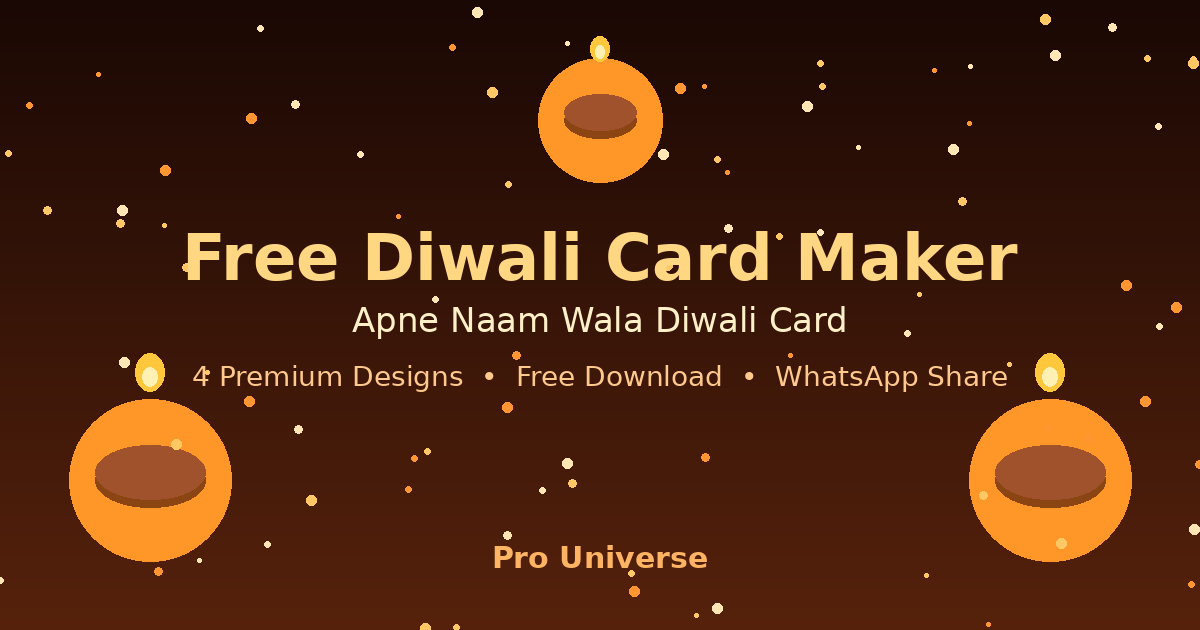 Free Diwali Card Maker
Apne Naam Wala Diwali Card
4 Premium Designs • Free Download • WhatsApp Share
Pro Universe